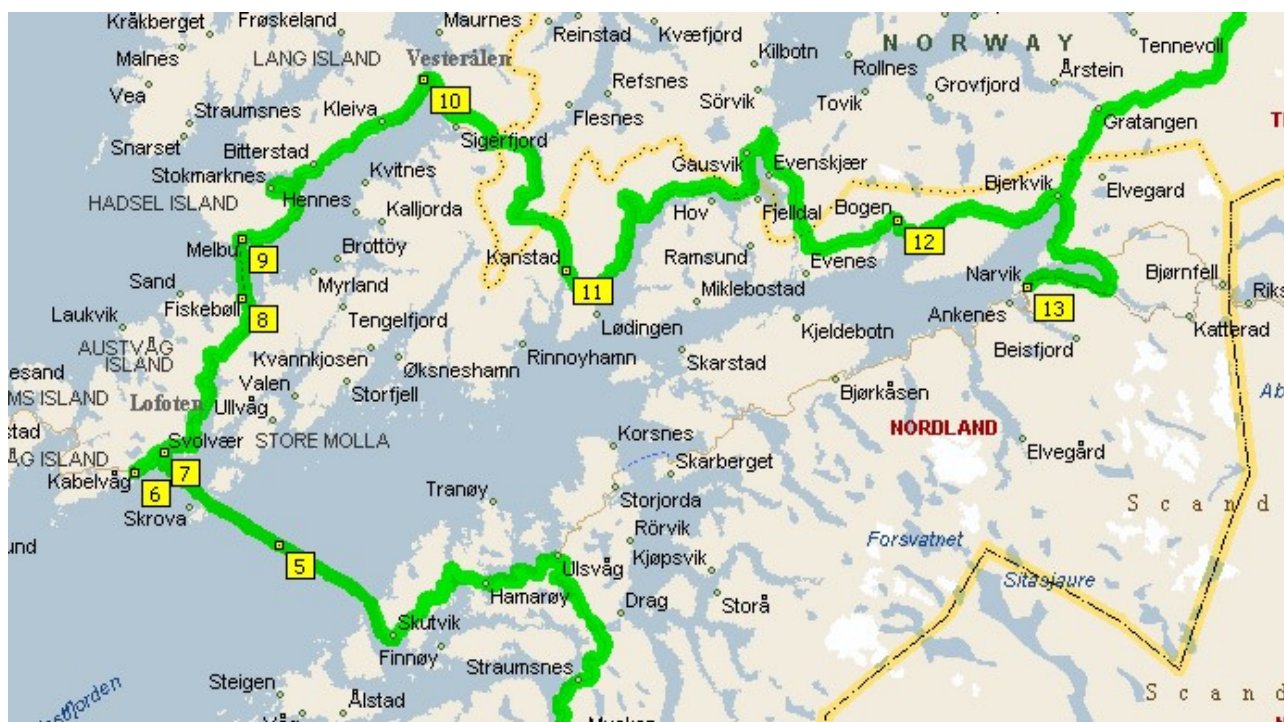 Kråkberget
Frøskeland
Maurnes
Reinstad
Kvæfjord
NORWAY
Tennevoll
Malnes
LANG ISLAND
Vesterålen
Kilbotn
Rollnes
Årstein
Vea
Refsnes
Grovfjord
Straumsnes
Kleiva
10
Flesnes
Sörvik
Tovik
Gratangen
Snarset
Sigerfjord
Bitterstad
Gausvik
Evenskjær
Stokmarknes
Kvitnes
Bjerkvik
Elvegard
HADSEL ISLAND
Hennes
Kalljorda
Hov
Fjelldal
Bogen
Melbu
Brottöy
12
9
Kanstad
Ramsund
Evenes
Sand
Myrland
11
Narvik
Bjørnfell
Fiskebøll
Miklebostad
13
Laukvik
8
Tengelfjord
Lødingen
Ankenes
Kjeldebotn
Katterad
AUSTVÅG
ISLAND
Kvannkjosen
Øksneshamn
Rinnoyhamn
Skarstad
Beisfjord
Valen
Storfjell
Bjørkåsen
Lofoten
Ullvåg
NORDLAND
Svolvær
STORE MOLLA
Korsnes
Elvegård
7
Kabelvåg
6
Skarberget
Skrova
Tranøy
Storjorda
Scand
Rörvik
Forsvatnet
5
Ulsvåg
Kjøpsvik
Sitasjaure
Hamarøy
Drag
Storå
Skutvik
Finnøy
Straumsnes
Steigen
Ålstad
Scand